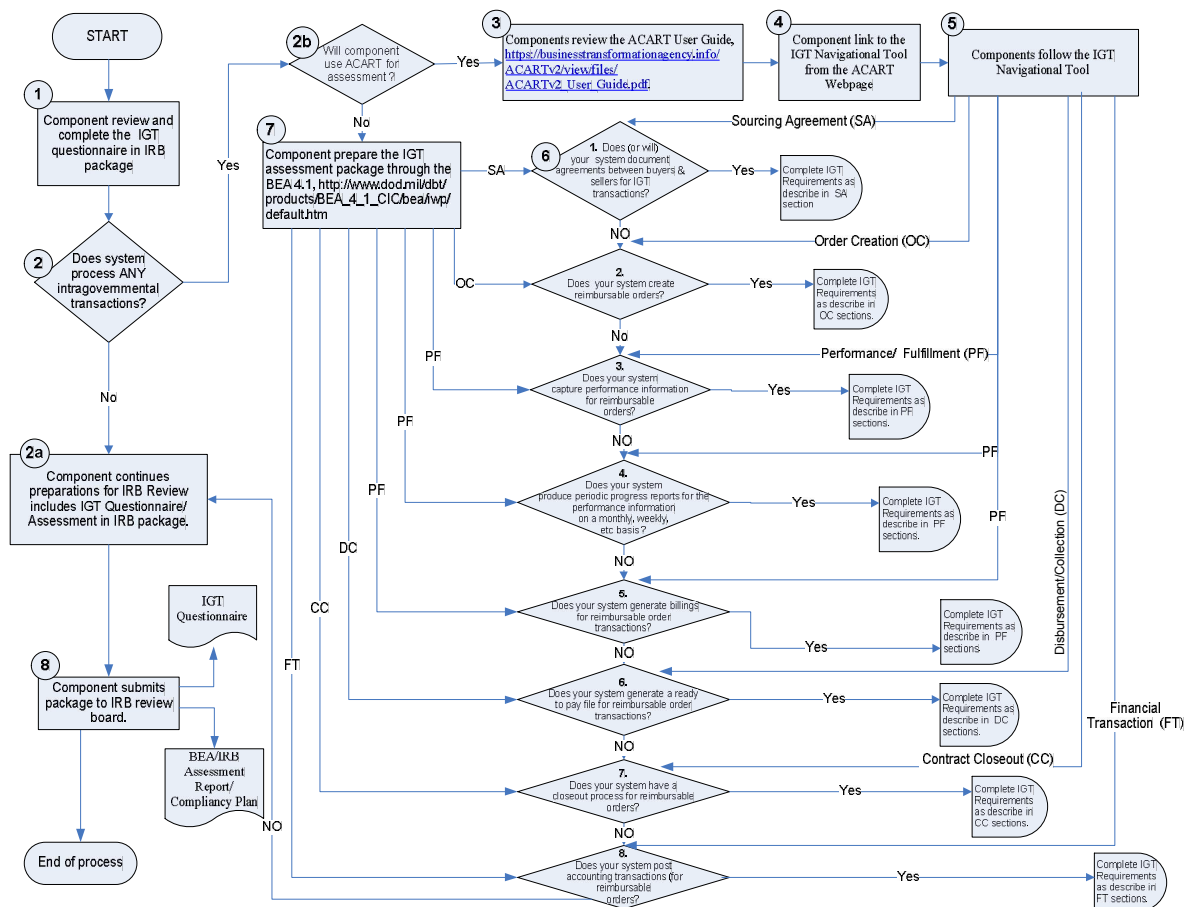 START
1
Component review and
complete the IGT
questionnaire in IRB
package
Yes
2
Does system
process ANY
intragovernmental
transactions?
No
2a
Component continues
preparations for IRB Review
includes IGT Questionnaire/
Assessment in IRB package.
IGT
Questionnaire
8
Component submits
package to IRB review
board.
BEA/IRB
Assessment
Report/
Compliancy Plan
NO
End of process
2b
Will component
use ACART for
assessment ?
Yes
No
3
Components review the ACART User Guide,
https://businesstransformationagency.info/
ACARTv2/view/files/
ACARTv2_User_Guide.pdf.
4
Component link to the
IGT Navigational Tool
from the ACART
Webpage
5
Components follow the IGT
Navigational Tool
7
Component prepare the IGT
assessment package through the
BEA 4.1, http://www.dod.mil/dbt/
products/BEA_4_1_CIC/bea/iwp/
default.htm
SA
OC
PF
PF
PF
DC
CC
FT
Sourcing Agreement (SA)
6
1. Does (or will)
your system document
agreements between buyers &
sellers for IGT
transactions?
Yes
Complete IGT
Requirements as
describe in SA
section
NO
Order Creation (OC)
2.
Does your system create
reimbursable orders?
Yes
Complete IGT
Requirements
as describe in
OC sections.
No
Performance/ Fulfillment (PF)
3.
Does your system
capture performance information
for reimbursable
orders?
Yes
Complete IGT
Requirements as
describe in PF
sections.
NO
PF
4.
Does your system
produce periodic progress reports for the
performance information
on a monthly, weekly,
etc basis?
Yes
Complete IGT
Requirements as
describe in PF
sections.
NO
PF
5.
Does your system generate billings
for reimbursable order
transactions?
Yes
Complete IGT
Requirements as
describe in PF
sections.
NO
Disbursement/Collection (DC)
6.
Does your system generate a ready
to pay file for reimbursable order
transactions?
Yes
Complete IGT
Requirements as
describe in DC
sections.
NO
Contract Closeout (CC)
7.
Does your system have a
closeout process for reimbursable
orders?
Yes
Complete IGT
Requirements
as describe in
CC sections.
NO
Financial
Transaction (FT)
8.
Does your system post
accounting transactions (for
reimbursable
orders?
Yes
Complete IGT
Requirements
as describe in
FT sections.